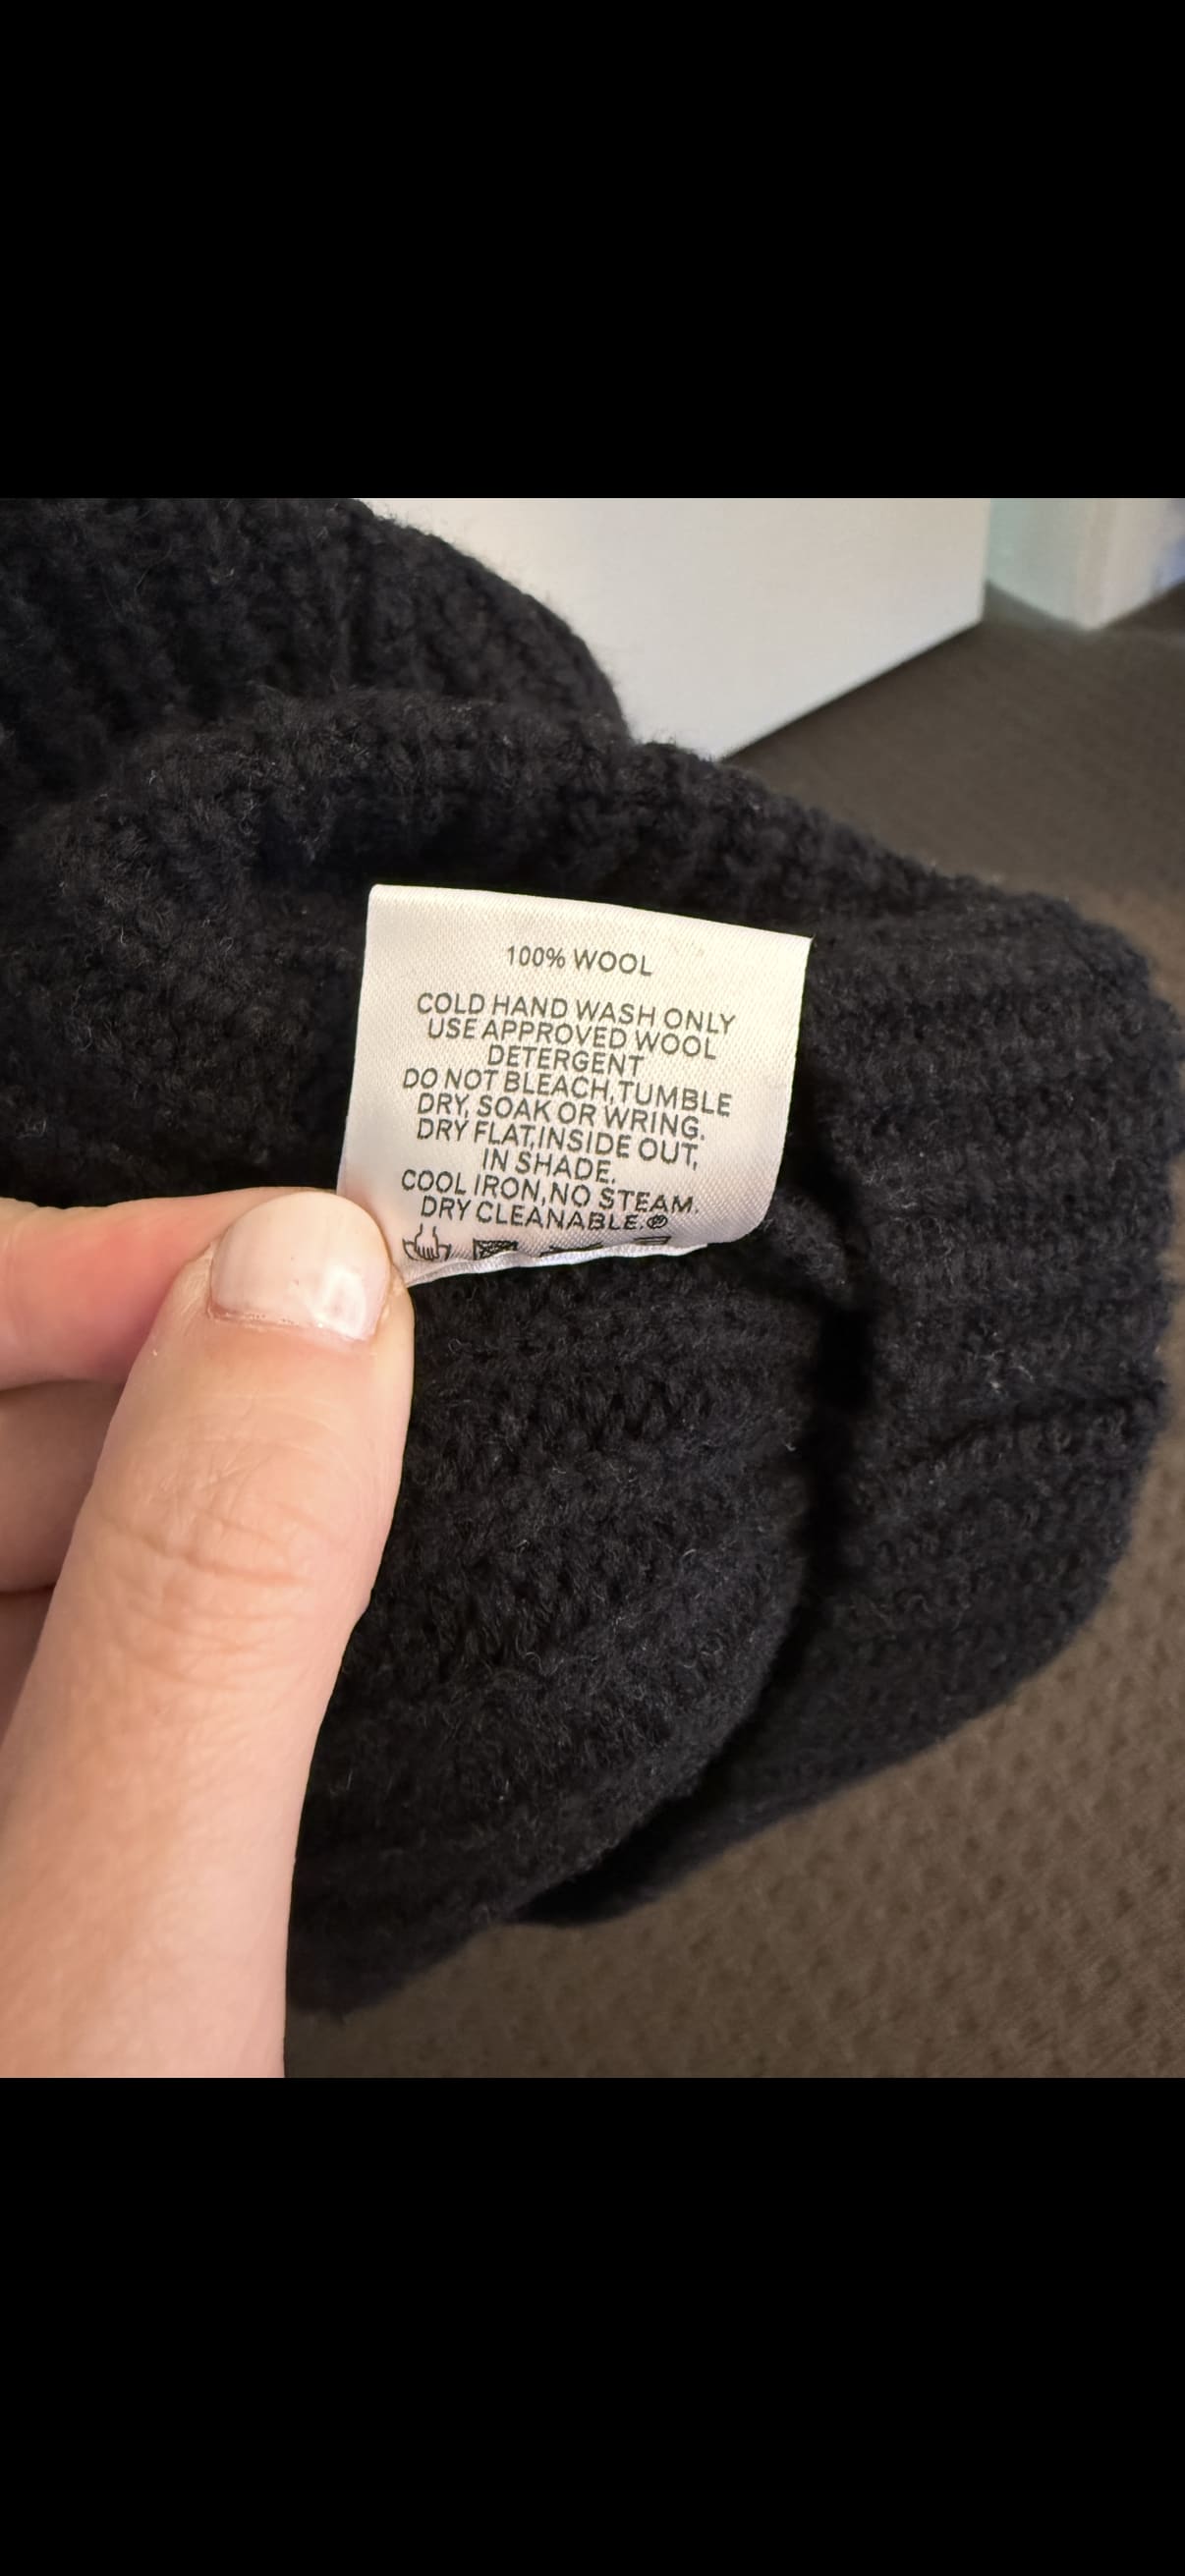 100% WOOL
COLD HAND WASH ONLY
USE APPROVED WOOL
DETERGENT
DO NOT BLEACH,TUMBLE
DRY, SOAK OR WRING.
DRY FLAT,INSIDE OUT,
IN SHADE.
COOL IRON,NO STEAM.
DRY CLEANABLE.Ⓟ